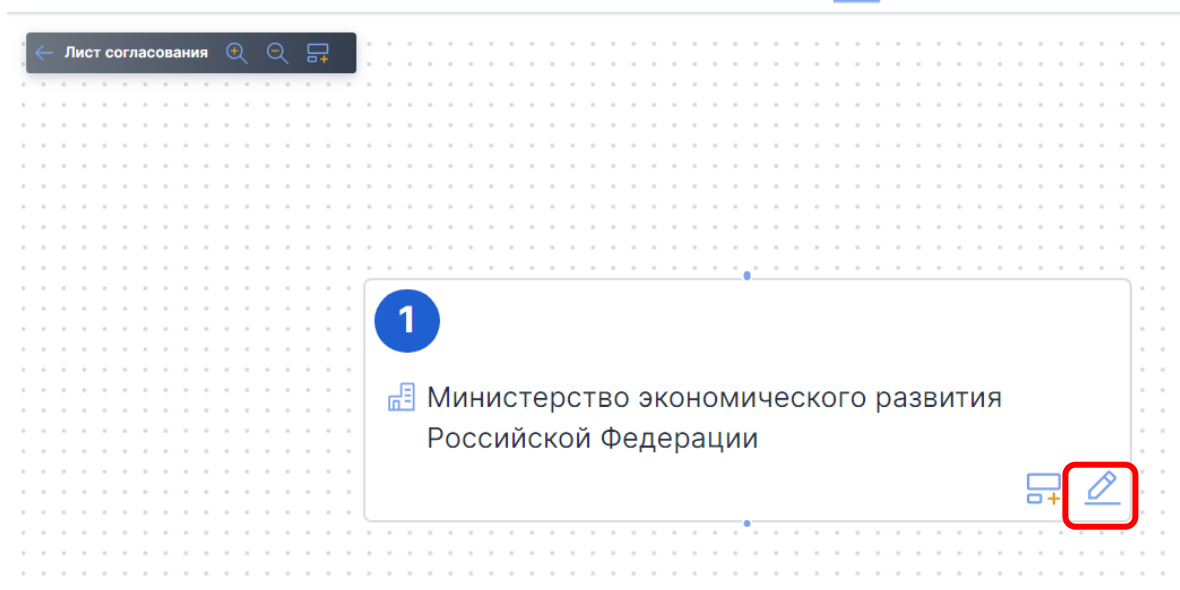 Лист согласования
1
Министерство экономического развития
Российской Федерации